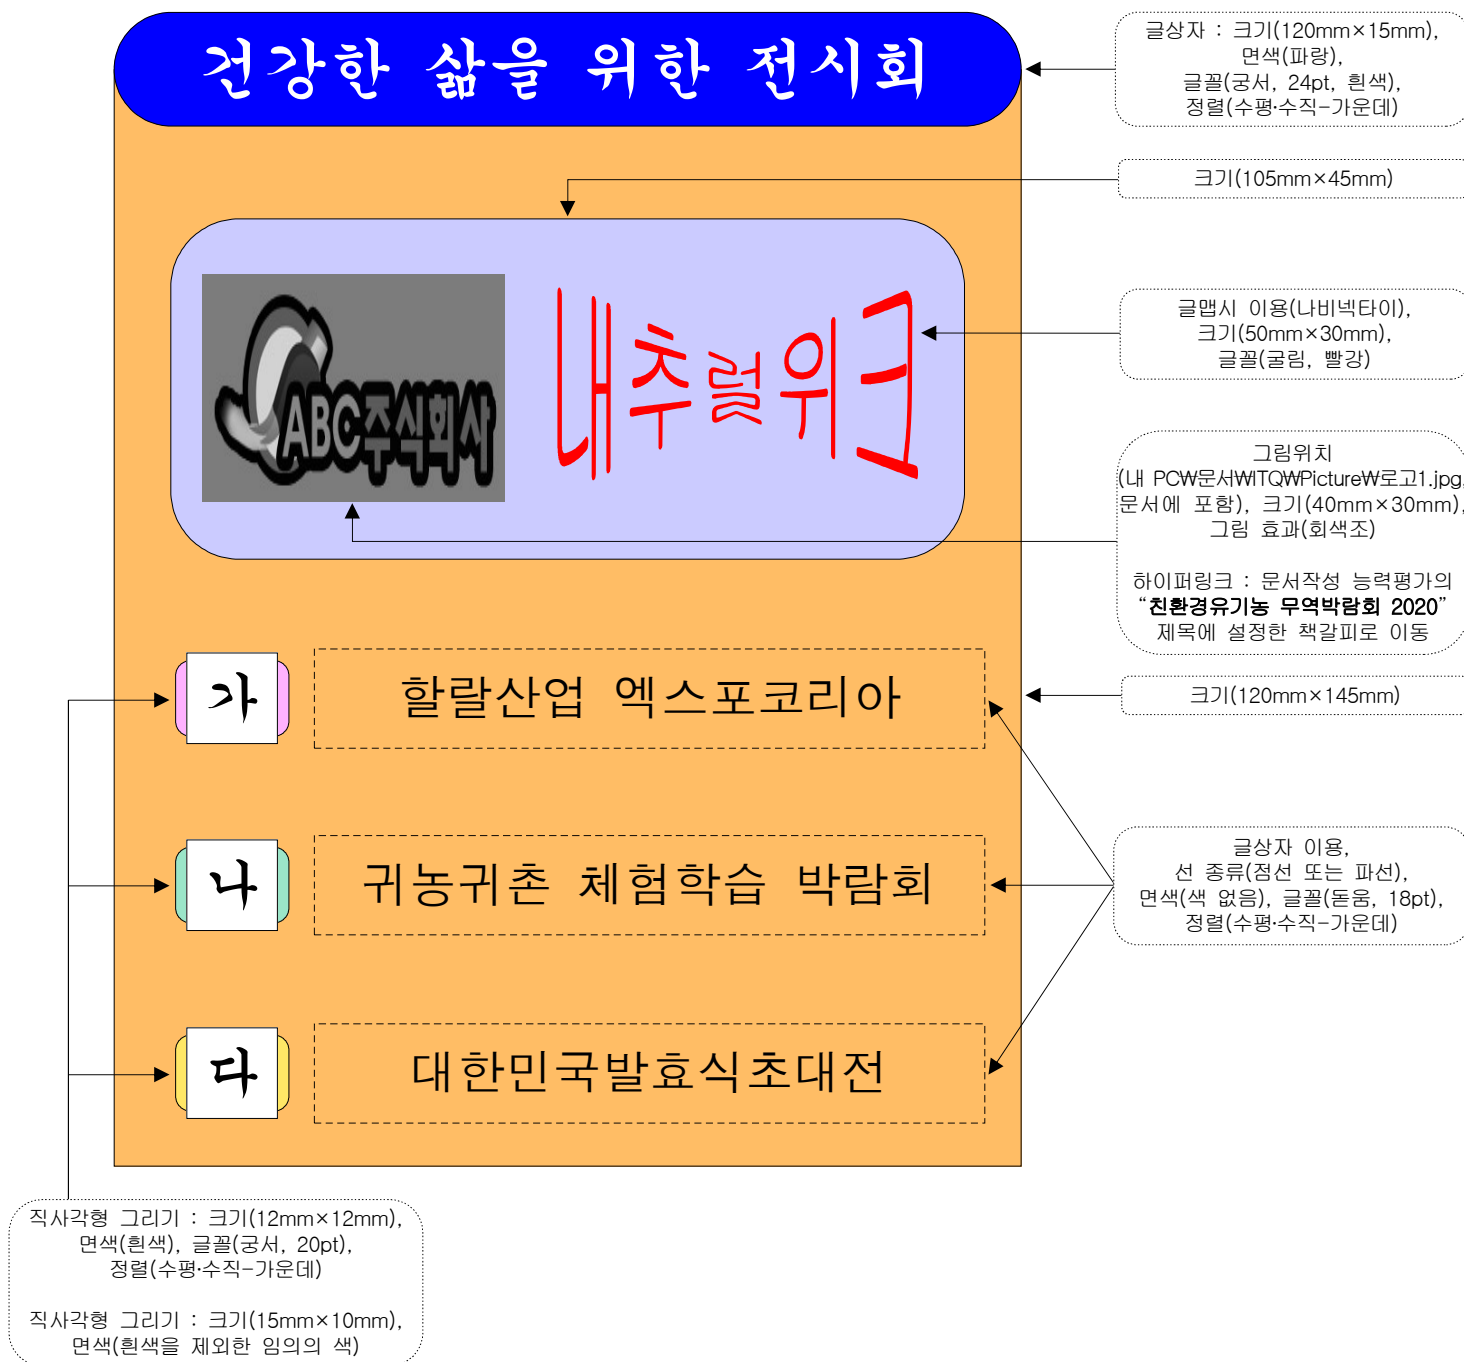 건강한 삶을 위한 전시회
글상자 : 크기(120mm×15mm),
면색(파랑),
글꼴(궁서, 24pt, 흰색),
정렬(수평·수직-가운데)
크기(105mm×45mm)
ABC주식회사
내추럴위크
글맵시 이용(나비넥타이),
크기(50mm×30mm),
글꼴(굴림, 빨강)
그림위치
(내 PC₩문서₩ITQ₩Picture₩로고1.jpg,
문서에 포함), 크기(40mm×30mm),
그림 효과(회색조)
하이퍼링크 : 문서작성 능력평가의
“친환경유기농 무역박람회 2020”
제목에 설정한 책갈피로 이동
가
할랄산업 엑스포코리아
크기(120mm×145mm)
나
귀농귀촌 체험학습 박람회
글상자 이용,
선 종류(점선 또는 파선),
면색(색 없음), 글꼴(돋움, 18pt),
정렬(수평·수직-가운데)
다
대한민국발효식초대전
직사각형 그리기 : 크기(12mm×12mm),
면색(흰색), 글꼴(궁서, 20pt),
정렬(수평·수직-가운데)
직사각형 그리기 : 크기(15mm×10mm),
면색(흰색을 제외한 임의의 색)